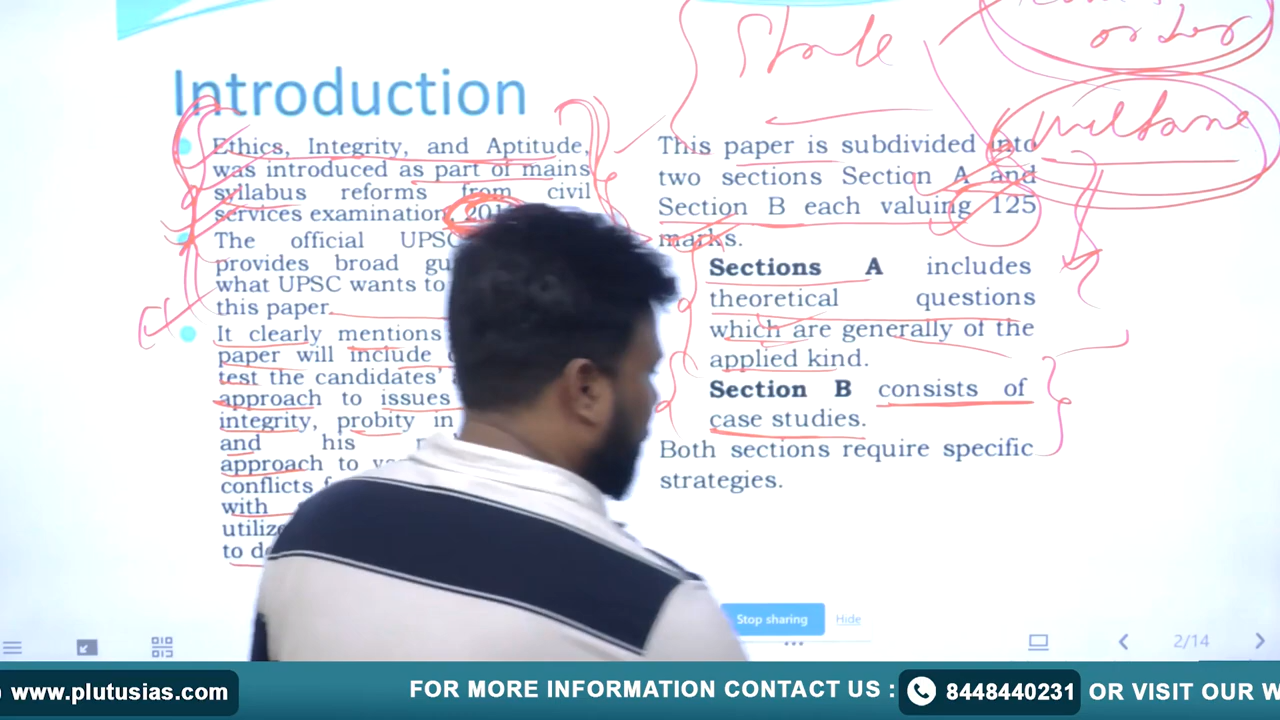 State
order
welfare
Introduction
Ethics, Integrity, and Aptitude,
was introduced as part of mains
syllabus reforms from civil
services examination, 201
The official UPSC
provides broad
what UPSC wants to
this paper.
It clearly mentions
paper will include
test the candidates'
approach to issues
integrity, probity in
and his
approach to
conflicts
with
to
This paper is subdivided into
two sections Section A and
Section B each valuing 125
marks.
Sections A includes
theoretical questions
which are generally of the
applied kind.
Section B consists of
case studies.
Both sections require specific
strategies.
Stop sharing Hide
2/14
www.plutusias.com FOR MORE INFORMATION CONTACT US : 8448440231 OR VISIT OUR W